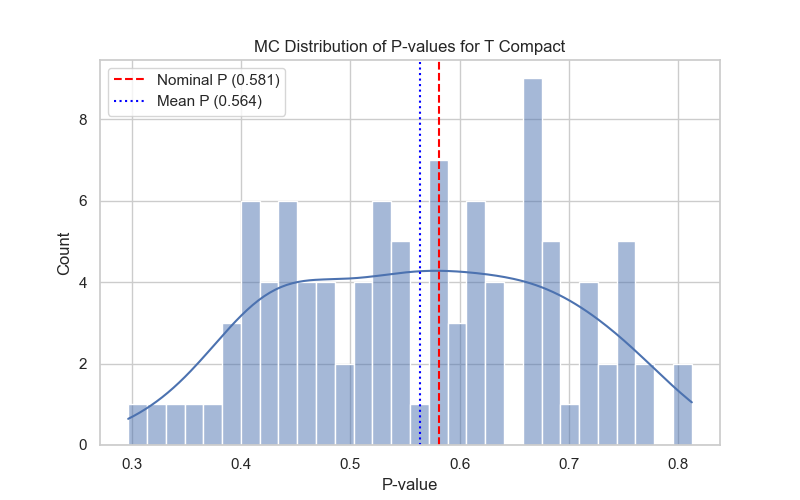 MC Distribution of P-values for T Compact
Nominal P (0.581)
Mean P (0.564)
Count
8
6
4
2
0
0.3 0.4 0.5 0.6 0.7 0.8
P-value